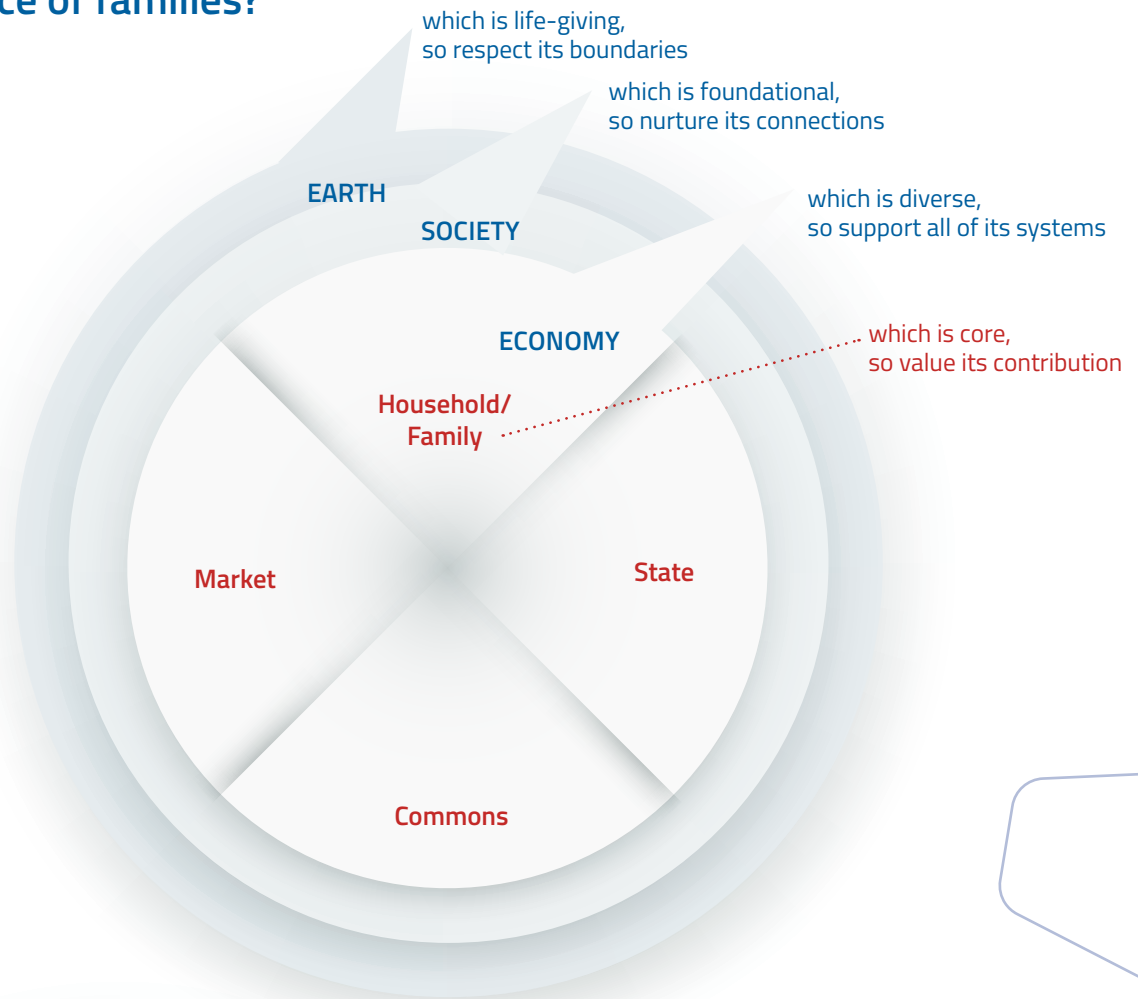 of families?
which is life-giving,
so respect its boundaries
which is foundational,
so nurture its connections
EARTH
which is diverse,
so support all of its systems
SOCIETY
which is core,
so value its contribution
ECONOMY
Household/
Family
Market
State
Commons